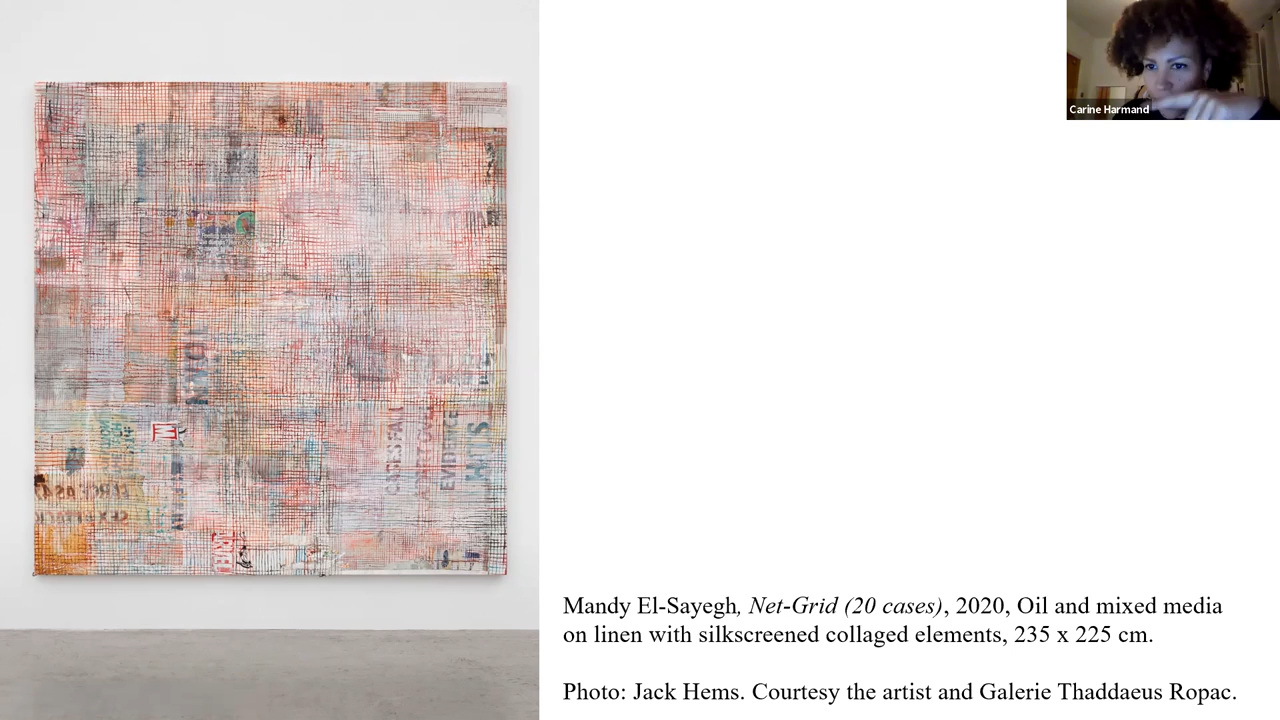 Carine Harmand
EVIDENCE
Mandy El-Sayegh, Net-Grid (20 cases), 2020, Oil and mixed media
on linen with silkscreened collaged elements, 235 x 225 cm.
Photo: Jack Hems. Courtesy the artist and Galerie Thaddaeus Ropac.